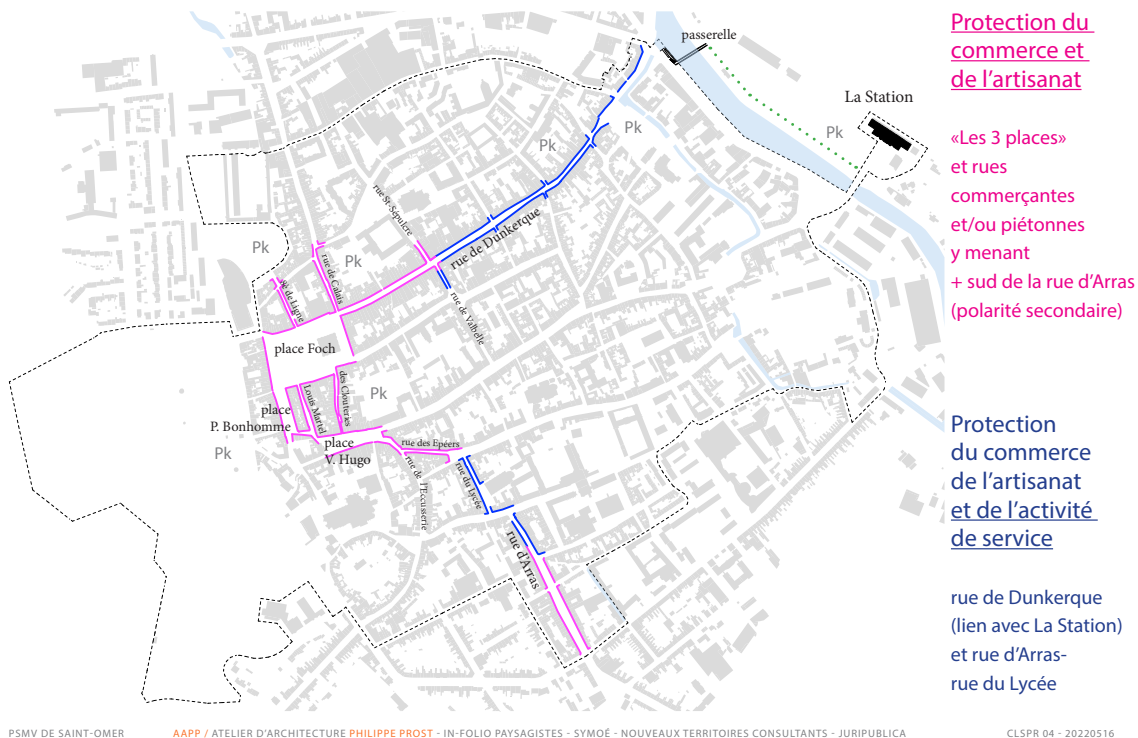 passerelle
La Station
Pk
Pk
Pk
rue St-Sépulcre
rue de Dunkerque
Pk
Pk
rue de Calais
rue de Valbelle
place Foch
des Clouteries
Pk
Louis Martel
place
P. Bonhomme
place
V. Hugo
Pk
rue des Epéers
rue de l'Eccusserie
rue du Lycée
rue d'Arras
Protection du
commerce et
de l'artisanat
«Les 3 places»
et rues
commerçantes
et/ou piétonnes
y menant
+ sud de la rue d'Arras
(polarité secondaire)
Protection
du commerce
de l'artisanat
et de l'activité
de service
rue de Dunkerque
(lien avec La Station)
et rue d'Arras-
rue du Lycée
PSMV DE SAINT-OMER AAPP / ATELIER D'ARCHITECTURE PHILIPPE PROST - IN-FOLIO PAYSAGISTES - SYMOÉ - NOUVEAUX TERRITOIRES CONSULTANTS - JURIPUBLICA CLSPR 04 - 20220516